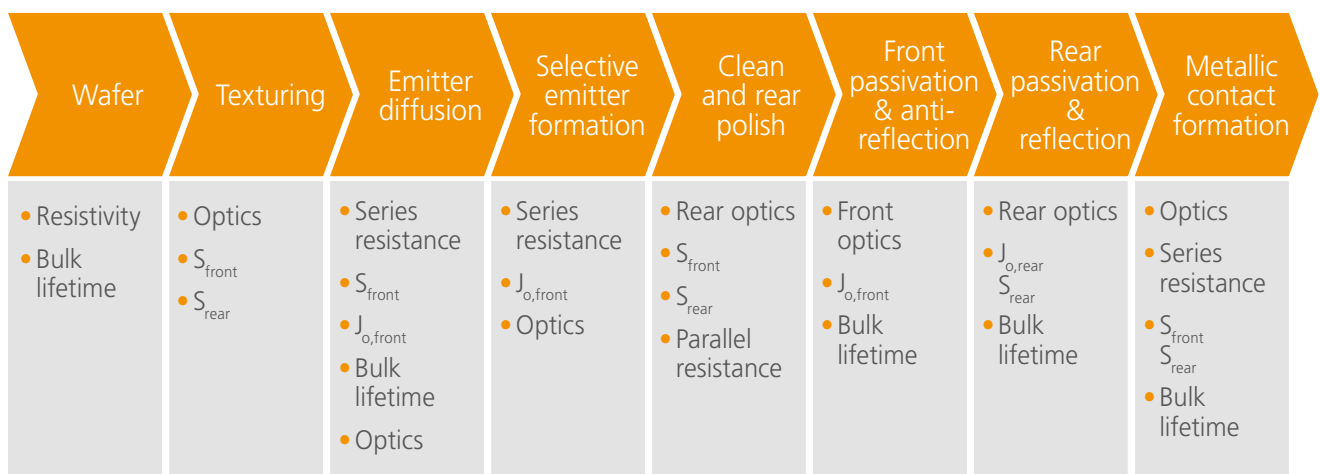 Wafer
Texturing
Emitter
diffusion
Selective
emitter
formation
Clean
and rear
polish
Front
passivation
& anti-
reflection
Rear
passivation
&
reflection
Metallic
contact
formation
• Resistivity
• Bulk
lifetime
• Optics
• Sfront
• Srear
• Series
resistance
• Sfront
• Jo,front
• Bulk
lifetime
• Optics
• Series
resistance
• Jo,front
• Optics
• Rear optics
• Sfront
• Srear
• Parallel
resistance
• Front
optics
• Jo,front
• Bulk
lifetime
• Rear optics
• Jo,rear
Srear
• Bulk
lifetime
• Optics
• Series
resistance
• Sfront
Srear
• Bulk
lifetime